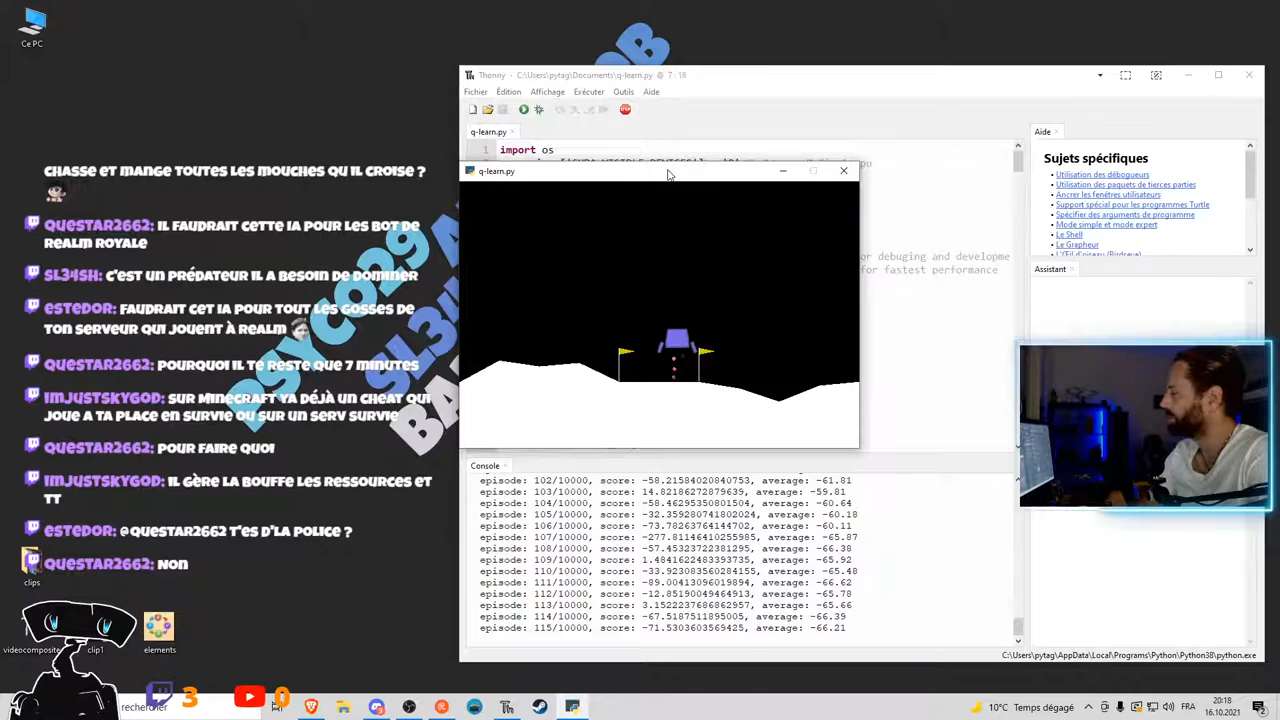 Ce PC
CHASSE ET MANGE TOUTES LES MOUCHES QU'IL CROISE ?
QUESTAR2662: IL FAUDRAIT CETTE IA POUR LES BOT DE
REALM ROYALE
SL34SH: C'EST UN PRÉDATEUR IL A BESOIN DE DOMINER
ESTEDOR: FAUDRAIT CET IA POUR TOUT LES GOSSES DE
TON SERVEUR QUI JOUENT À REALM
QUESTAR2662: POURQUOI IL TE RESTE QUE 7 MINUTES
IMJUSTSKYGOD: SUR MINECRAFT YA DÉJÀ UN CHEAT QUI
JOUE A TA PLACE EN SURVIE OU SUR UN SERV SURVIE
QUESTAR2662: POUR FAIRE QUOI
IMJUSTSKYGOD: IL GÈRE LA BOUFFE LES RESSOURCES ET
TT
ESTEDOR: @QUESTAR2662 T'ES D'LA POLICE ?
QUESTAR2662: NON
clips
videocomposite
clip1
elements
3
0
Thonny - C:\Users\pytag\Documents\q-learn.py @ 7 : 18
Fichier Édition Affichage Exécuter Outils Aide
q-learn.py
1 import os
q-learn.py
or debuging and developme
for fastest performance
Aide
Sujets spécifiques
• Utilisation des débogueurs
• Utilisation des paquets de tierces parties
• Ancrer les fenêtres utilisateurs
• Support spécial pour les programmes Turtle
• Spécifier des arguments de programme
• Mode simple et mode expert
• Le Shell
• Le Grapheur
• L'Œil d'oiseau (Birdseye)
Assistant
Console
episode: 102/10000, score: -58.21584020840753, average: -61.81
episode: 103/10000, score: 14.82186272879639, average: -59.81
episode: 104/10000, score: -58.46295350801504, average: -60.64
episode: 105/10000, score: -32.359280741802024, average: -60.18
episode: 106/10000, score: -73.78263764144702, average: -60.11
episode: 107/10000, score: -277.81146410255985, average: -65.87
episode: 108/10000, score: -57.45327722381295, average: -66.38
episode: 109/10000, score: 1.4841622483393735, average: -65.92
episode: 110/10000, score: -33.923083560284155, average: -65.48
episode: 111/10000, score: -89.00413096019894, average: -66.62
episode: 112/10000, score: -12.85190049464913, average: -65.78
episode: 113/10000, score: 3.1522237686862957, average: -65.66
episode: 114/10000, score: -67.5187511895005, average: -66.39
episode: 115/10000, score: -71.5303603569425, average: -66.21
C:\Users\pytag\AppData\Local\Programs\Python\Python38\python.exe
rechercher
10°C Temps dégagé
FRA
20:18
16.10.2021
2